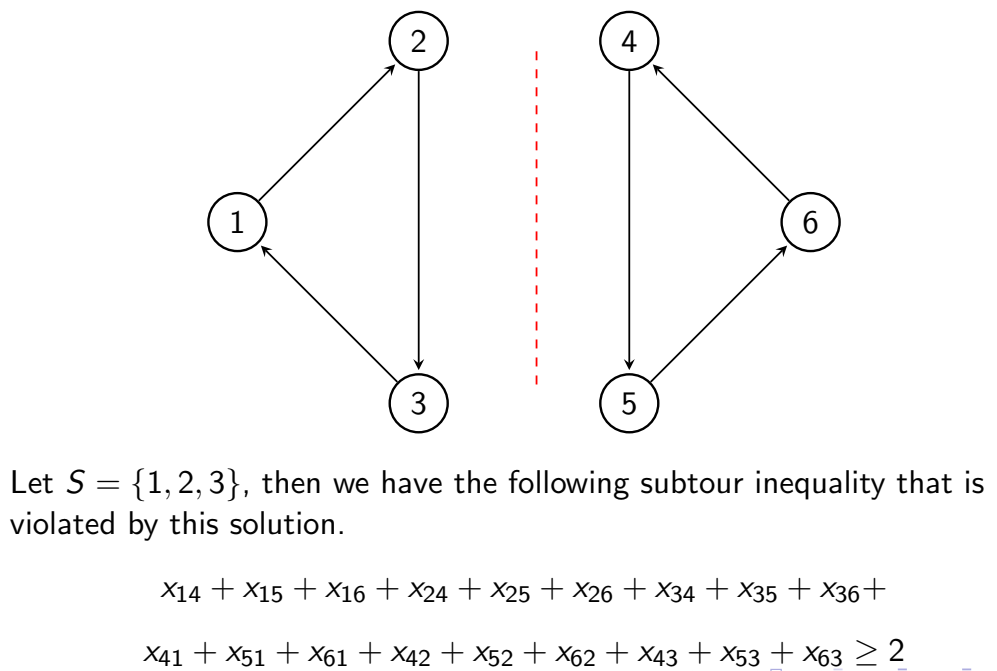 2
4
1
6
3
5
Let S = {1, 2, 3}, then we have the following subtour inequality that is
violated by this solution.
x₁₄ + x₁₅ + x₁₆ + x₂₄ + x₂₅ + x₂₆ + x₃₄ + x₃₅ + x₃₆+
x₄₁ + x₅₁ + x₆₁ + x₄₂ + x₅₂ + x₆₂ + x₄₃ + x₅₃ + x₆₃ ≥ 2